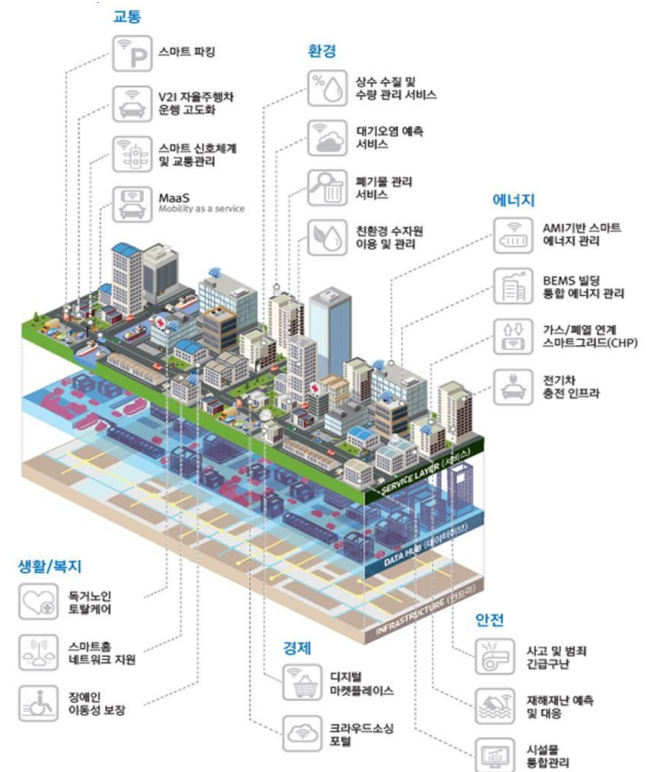 교통
스마트 파킹
V2I 자율주행차
운행 고도화
스마트 신호체계
및 교통관리
MaaS
Mobility as a service
환경
상수 수질 및
수량 관리 서비스
대기오염 예측
서비스
폐기물 관리
서비스
친환경 수자원
이용 및 관리
에너지
AMI기반 스마트
에너지 관리
BEMS 빌딩
통합 에너지 관리
가스/폐열 연계
스마트그리드(CHP)
전기차
충전 인프라
SERVICE LAYER (서비스)
DATA HUB (데이터허브)
INFRASTRUCTURE (인프라)
생활/복지
독거노인
토탈케어
스마트홈
네트워크 지원
장애인
이동성 보장
경제
디지털
마켓플레이스
크라우드소싱
포털
안전
사고 및 범죄
긴급구난
재해재난 예측
및 대응
시설물
통합관리